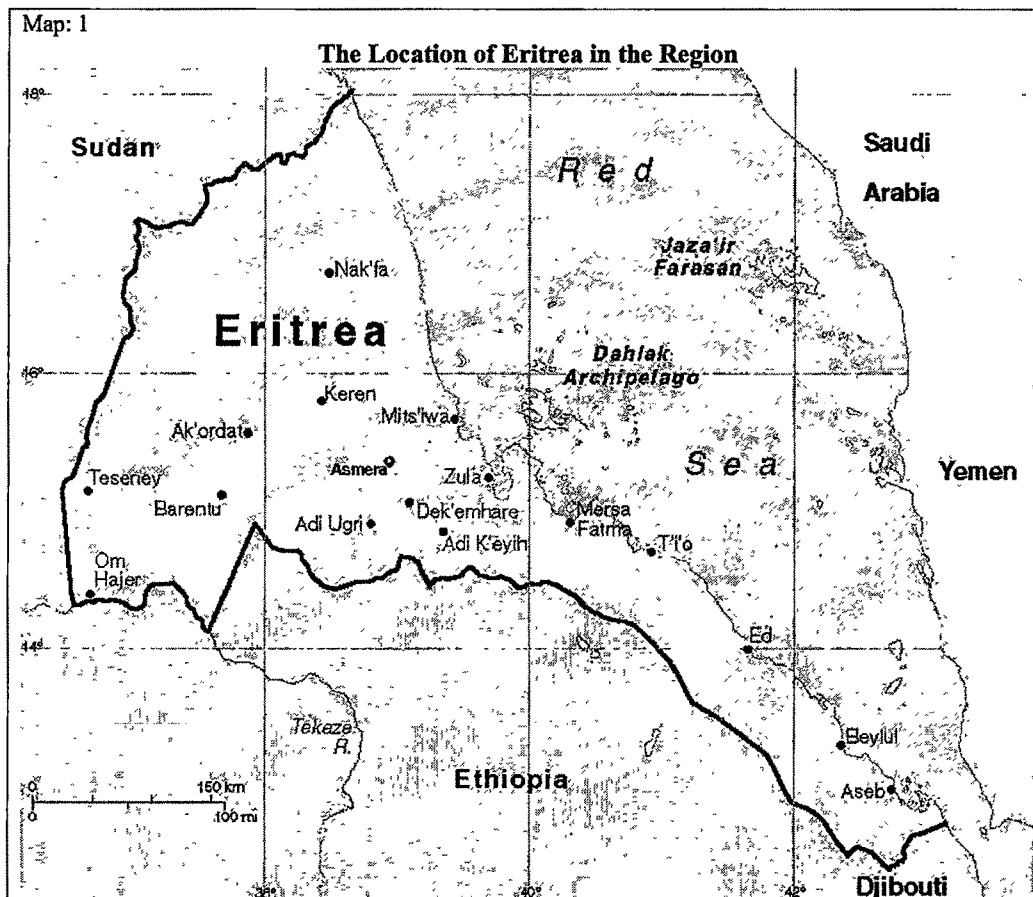 Map: 1
The Location of Eritrea in the Region
18°
Sudan
Saudi
Arabia
Red
Jaza'ir
Farasan
Nak'fa
Eritrea
Dahlak
Archipelago
16°
Keren
Mits'iwa
Ak'ordat
Asmera
Sea
Teseney
Zula
Yemen
Barentu
Dek'emhare
Mersa
Fatma
Adi Ugri
Adi K'eyih
T'i'o
Om
Hajer
14°
Ed
Tekeze
R.
Beylul
Ethiopia
Aseb
0 150 km
0 100 mi
38° 40° 42°
Djibouti